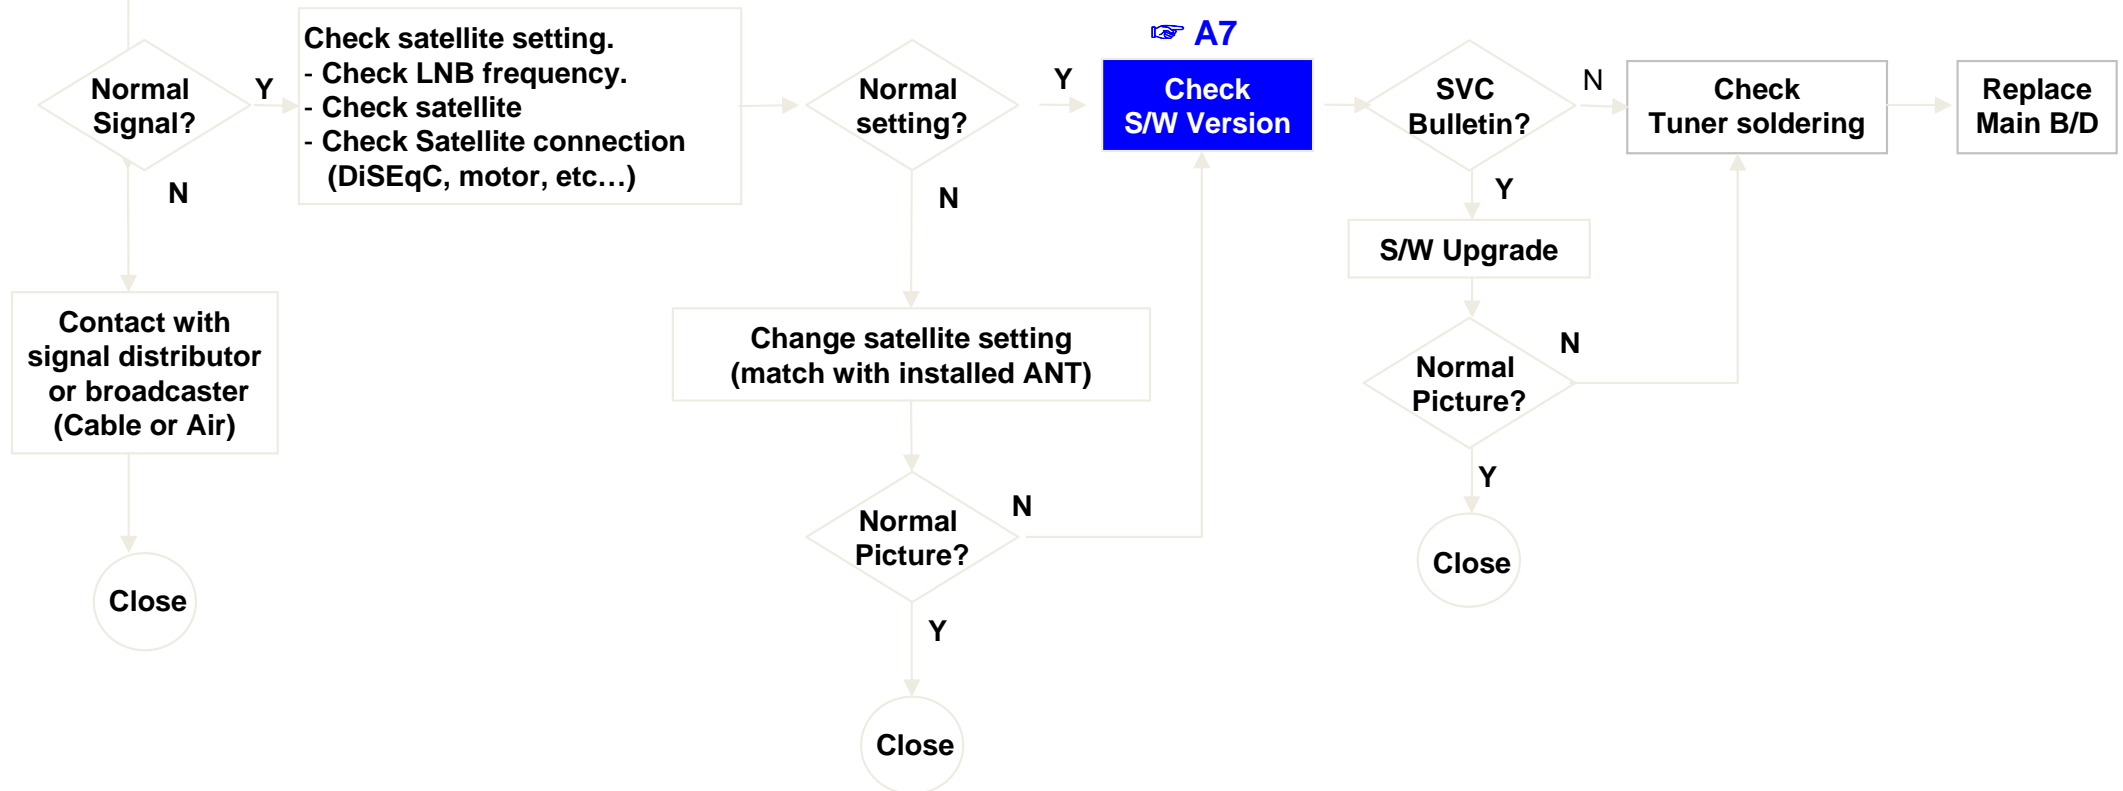 Normal
Signal?
Y
N
Check satellite setting.
- Check LNB frequency.
- Check satellite
- Check Satellite connection
(DiSEqC, motor, etc…)
Normal
setting?
Y
N
☞ A7
Check
S/W Version
SVC
Bulletin?
N
Y
Check
Tuner soldering
Replace
Main B/D
S/W Upgrade
Contact with
signal distributor
or broadcaster
(Cable or Air)
Change satellite setting
(match with installed ANT)
Normal
Picture?
N
Y
Normal
Picture?
N
Y
Close
Close
Close